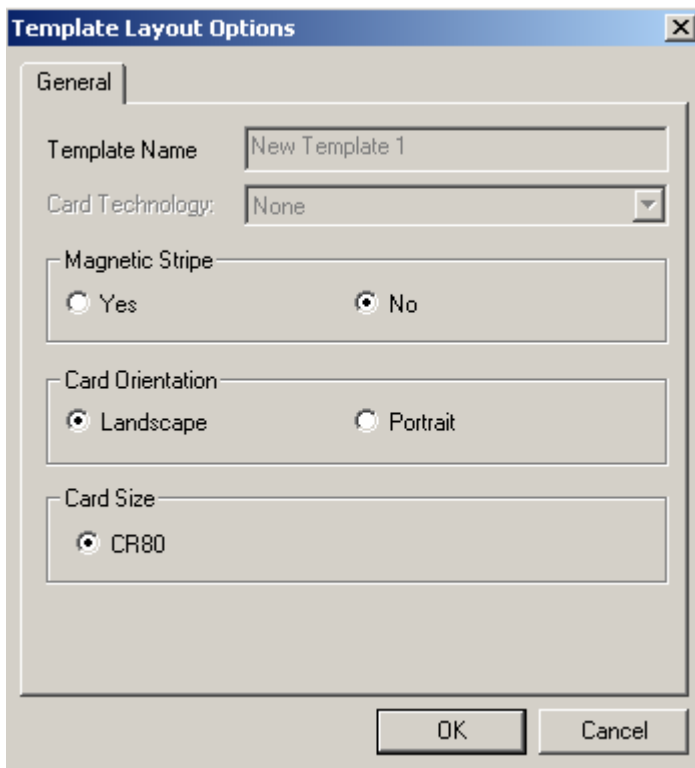 Template Layout Options
General
Template Name New Template 1
Card Technology: None
Magnetic Stripe
Yes No
Card Orientation
Landscape Portrait
Card Size
CR80
OK Cancel